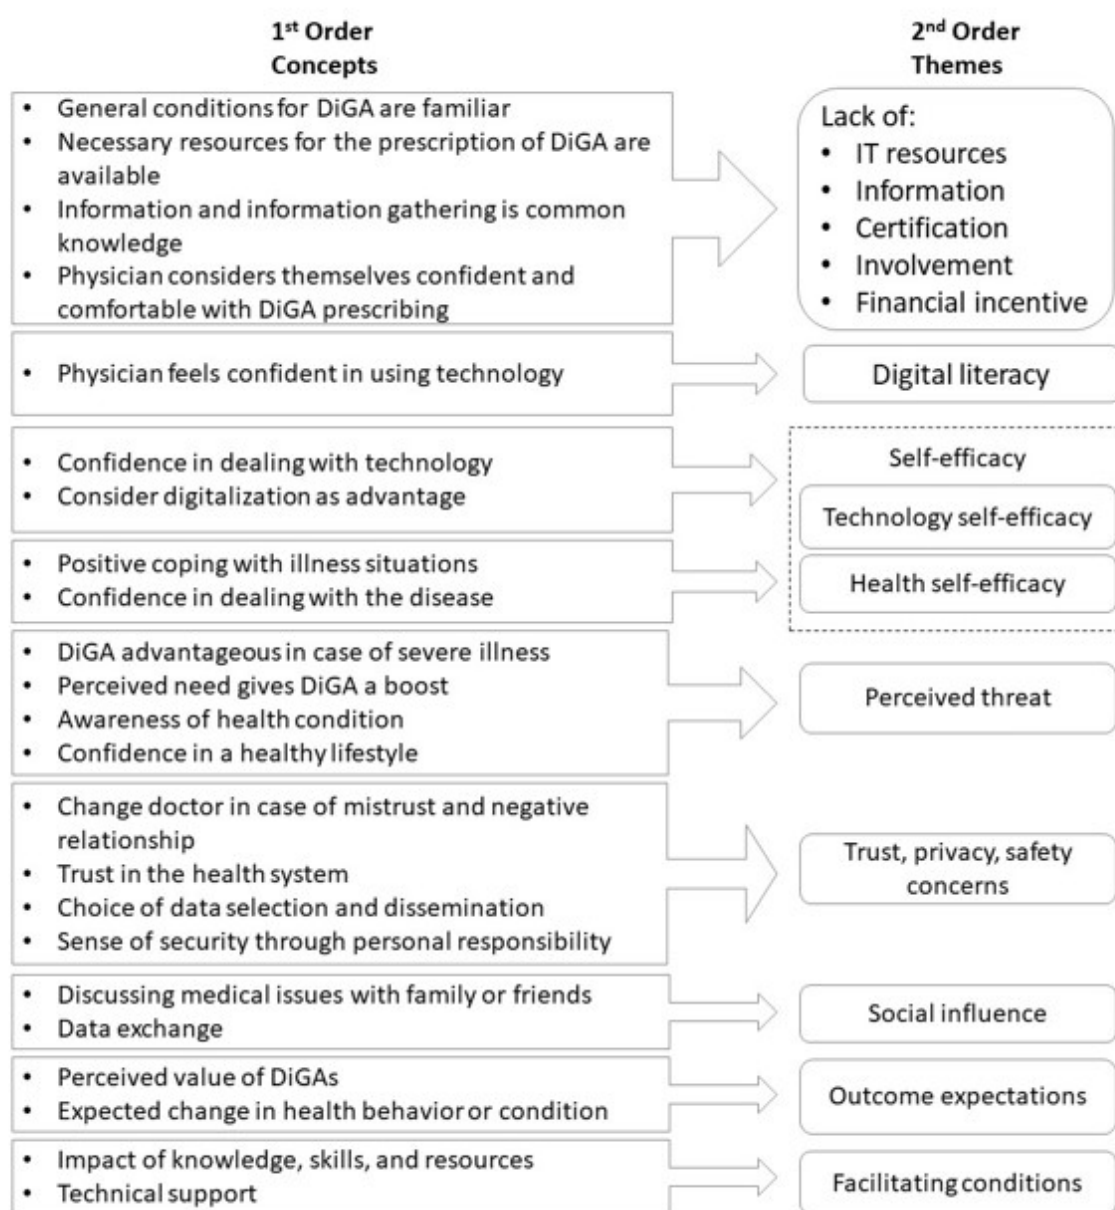 1st Order
Concepts
2nd Order
Themes
• General conditions for DiGA are familiar
• Necessary resources for the prescription of DiGA are
available
• Information and information gathering is common
knowledge
• Physician considers themselves confident and
comfortable with DiGA prescribing
Lack of:
• IT resources
• Information
• Certification
• Involvement
• Financial incentive
• Physician feels confident in using technology
Digital literacy
• Confidence in dealing with technology
• Consider digitalization as advantage
Self-efficacy
Technology self-efficacy
• Positive coping with illness situations
• Confidence in dealing with the disease
Health self-efficacy
• DiGA advantageous in case of severe illness
• Perceived need gives DiGA a boost
• Awareness of health condition
• Confidence in a healthy lifestyle
Perceived threat
• Change doctor in case of mistrust and negative
relationship
• Trust in the health system
• Choice of data selection and dissemination
• Sense of security through personal responsibility
Trust, privacy, safety
concerns
• Discussing medical issues with family or friends
• Data exchange
Social influence
• Perceived value of DiGAs
• Expected change in health behavior or condition
Outcome expectations
• Impact of knowledge, skills, and resources
• Technical support
Facilitating conditions